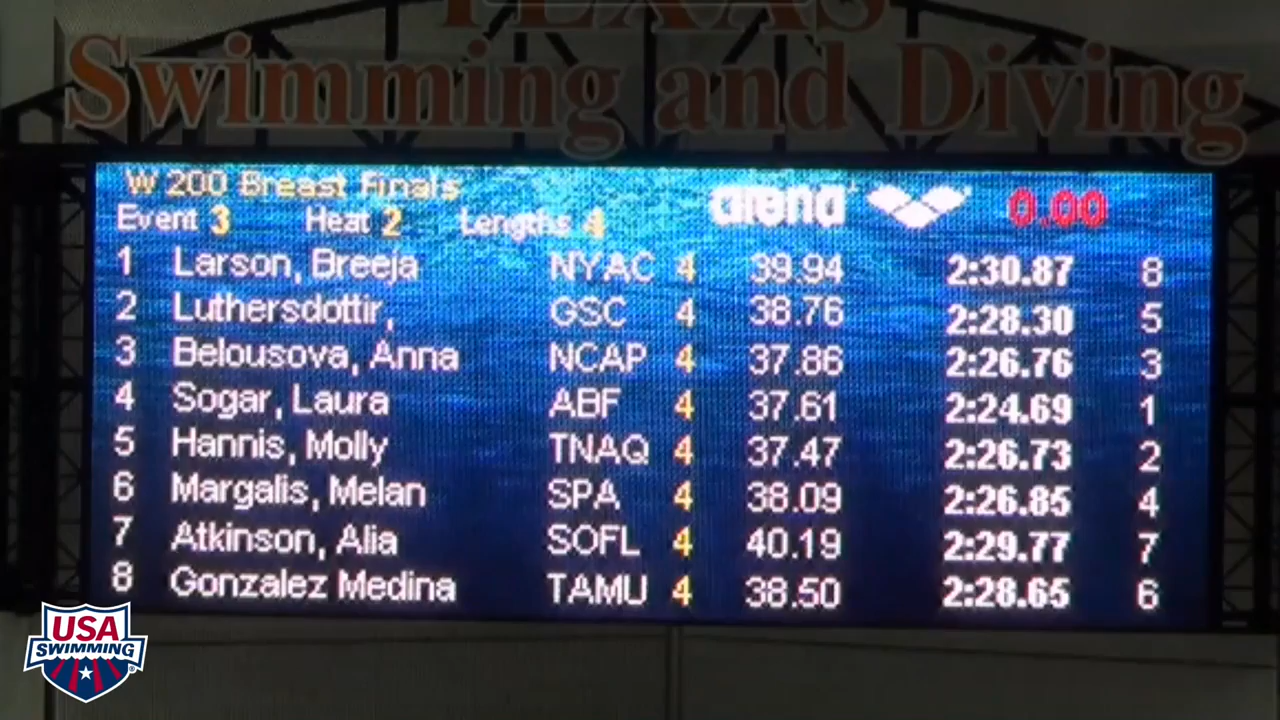 TEXAS
Swimming and Diving
W 200 Breast Finals
arena 0.00
Event 3 Heat 2 Lengths 4
1 Larson, Breeja NYAC 4 39.94 2:30.87 8
2 Luthersdottir, GSC 4 38.76 2:28.30 5
3 Belousova, Anna NCAP 4 37.86 2:26.76 3
4 Sogar, Laura ABF 4 37.61 2:24.69 1
5 Hannis, Molly TNAQ 4 37.47 2:26.73 2
6 Margalis, Melan SPA 4 38.09 2:26.85 4
7 Atkinson, Alia SOFL 4 40.19 2:29.77 7
8 Gonzalez Medina TAMU 4 38.50 2:28.65 6
USA
SWIMMING